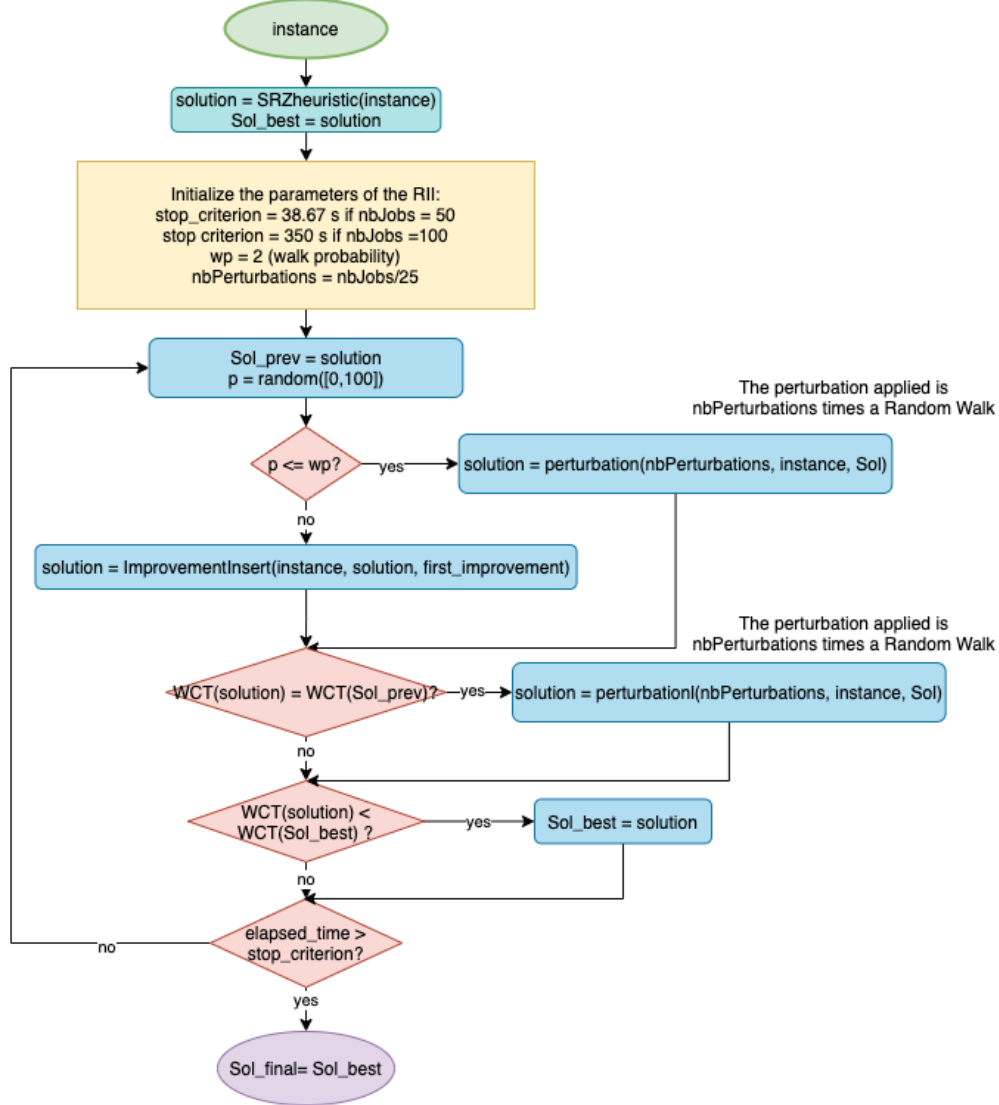 instance
solution = SRZheuristic(instance)
Sol_best = solution
Initialize the parameters of the RII:
stop_criterion = 38.67 s if nbJobs = 50
stop criterion = 350 s if nbJobs =100
wp = 2 (walk probability)
nbPerturbations = nbJobs/25
Sol_prev = solution
p = random([0,100])
The perturbation applied is
nbPerturbations times a Random Walk
p <= wp?
yes
solution = perturbation(nbPerturbations, instance, Sol)
no
solution = ImprovementInsert(instance, solution, first_improvement)
The perturbation applied is
nbPerturbations times a Random Walk
WCT(solution) = WCT(Sol_prev)?
yes
solution = perturbationl(nbPerturbations, instance, Sol)
no
WCT(solution) <
WCT(Sol_best) ?
yes
Sol_best = solution
no
elapsed_time >
stop_criterion?
no
yes
Sol_final= Sol_best